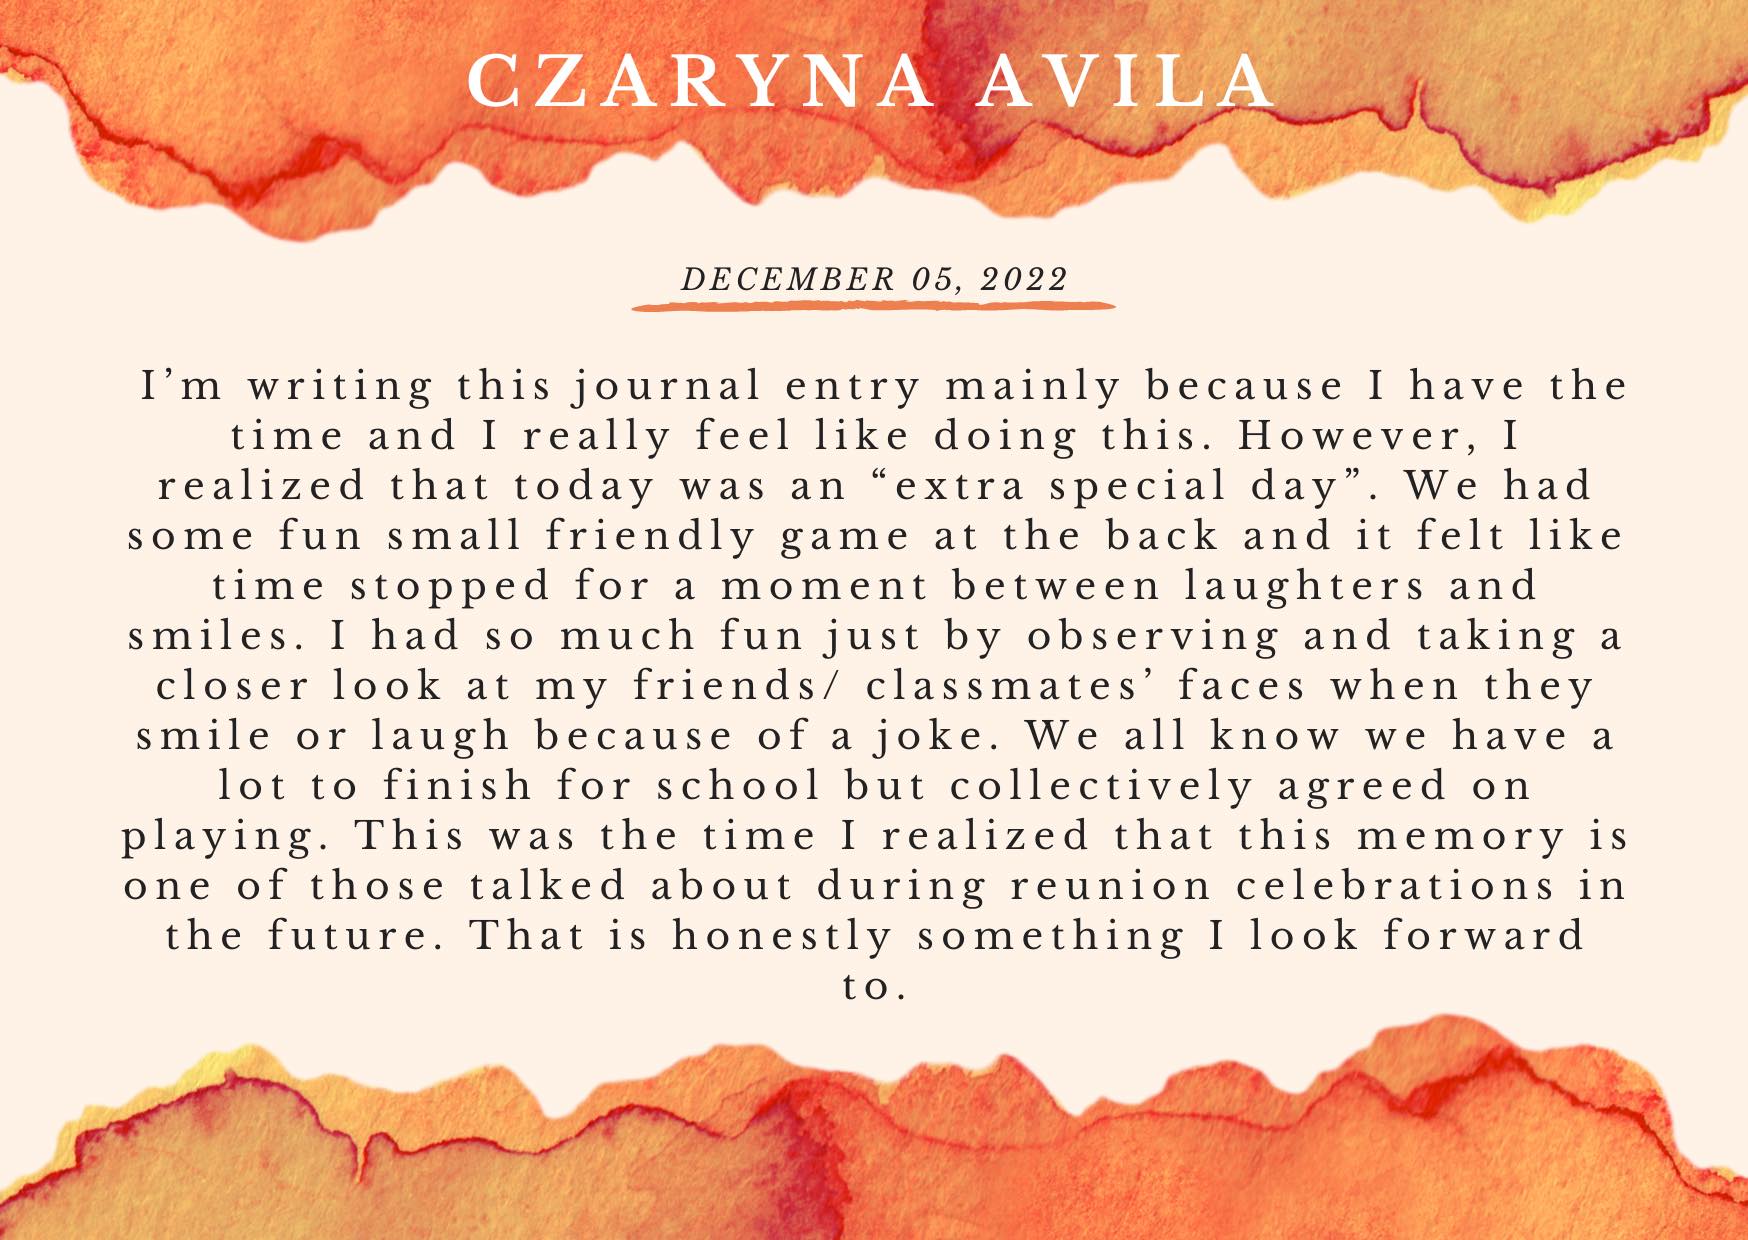 CZARYNA AVILA
DECEMBER 05, 2022
I’m writing this journal entry mainly because I have the
time and I really feel like doing this. However, I
realized that today was an “extra special day”. We had
some fun small friendly game at the back and it felt like
time stopped for a moment between laughters and
smiles. I had so much fun just by observing and taking a
closer look at my friends/ classmates’ faces when they
smile or laugh because of a joke. We all know we have a
lot to finish for school but collectively agreed on
playing. This was the time I realized that this memory is
one of those talked about during reunion celebrations in
the future. That is honestly something I look forward
to.